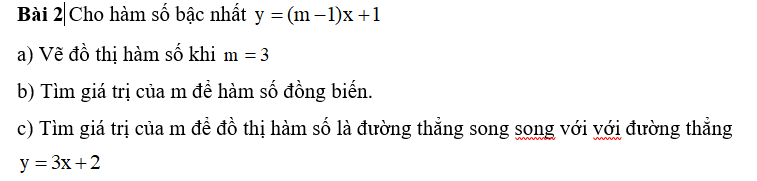 Bài 2 Cho hàm số bậc nhất y = (m – 1)x + 1
a) Vẽ đồ thị hàm số khi m = 3
b) Tìm giá trị của m để hàm số đồng biến.
c) Tìm giá trị của m để đồ thị hàm số là đường thẳng song song với với đường thẳng
y = 3x + 2